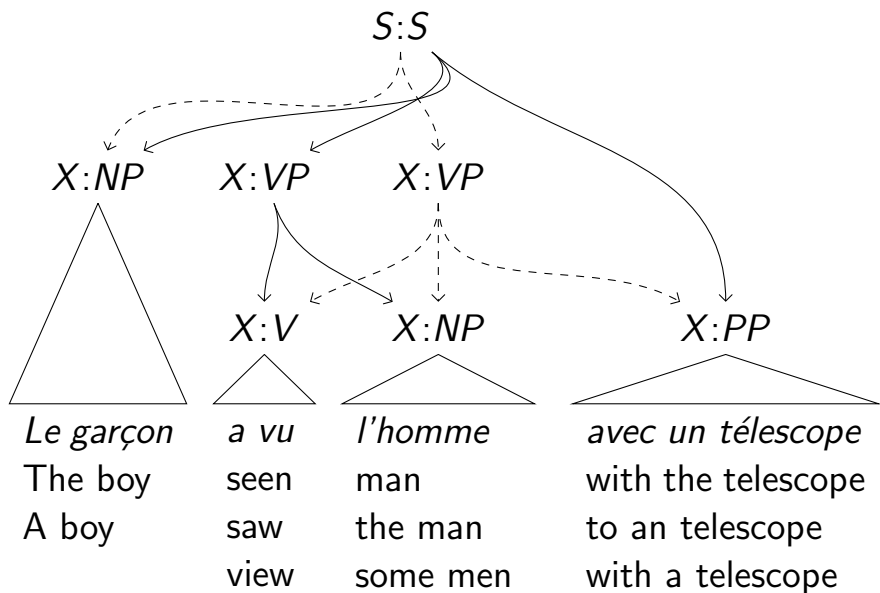 S:S
X:NP X:VP X:VP
X:V X:NP X:PP
Le garçon a vu l'homme avec un télescope
The boy seen man with the telescope
A boy saw the man to an telescope
view some men with a telescope